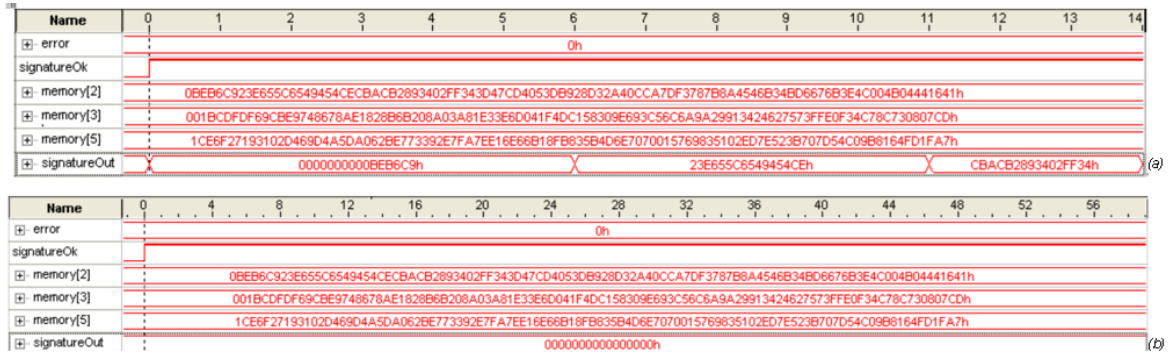 Name 0 1 2 3 4 5 6 7 8 9 10 11 12 13 14
error 0h
signatureOk
memory[2] 0BEB6C923E655C6549454CECBACB2893402FF343D47CD4053DB928D32A40CCA7DF3787B8A4546B34BD6676B3E4C004B04441641h
memory[3] 001BCDFDF69CBE9748678AE1828B6B208A03A81E33E6D041F4DC158309E693C56C6A9A29913424627573FFE0F34C78C730807CDh
memory[5] 1CE6F27193102D469D4A5DA062BE773392E7FA7EE16E66B18FB835B4D6E7070015769835102ED7E523B707D54C09B8164FD1FA7h
signatureOut 0000000000BEB6C9h 23E655C6549454CEh CBACB2893402FF34h (a)
Name 0 4 8 12 16 20 24 28 32 36 40 44 48 52 56
error 0h
signatureOk
memory[2] 0BEB6C923E655C6549454CECBACB2893402FF343D47CD4053DB928D32A40CCA7DF3787B8A4546B34BD6676B3E4C004B04441641h
memory[3] 001BCDFDF69CBE9748678AE1828B6B208A03A81E33E6D041F4DC158309E693C56C6A9A29913424627573FFE0F34C78C730807CDh
memory[5] 1CE6F27193102D469D4A5DA062BE773392E7FA7EE16E66B18FB835B4D6E7070015769835102ED7E523B707D54C09B8164FD1FA7h
signatureOut 0000000000000000h (b)